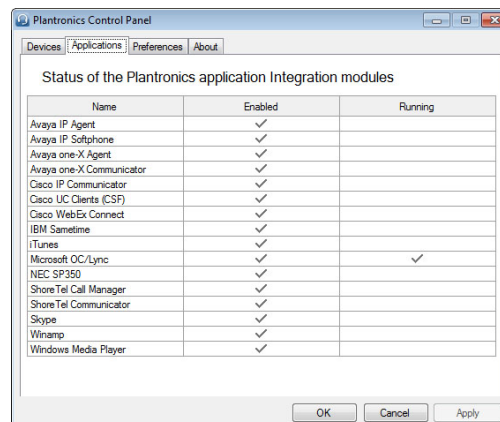 Plantronics Control Panel
Devices Applications Preferences About
Status of the Plantronics application Integration modules
Name Enabled Running
Avaya IP Agent
Avaya IP Softphone
Avaya one-X Agent
Avaya one-X Communicator
Cisco IP Communicator
Cisco UC Clients (CSF)
Cisco WebEx Connect
IBM Sametime
iTunes
Microsoft OC/Lync
NEC SP350
ShoreTel Call Manager
ShoreTel Communicator
Skype
Winamp
Windows Media Player
OK Cancel Apply